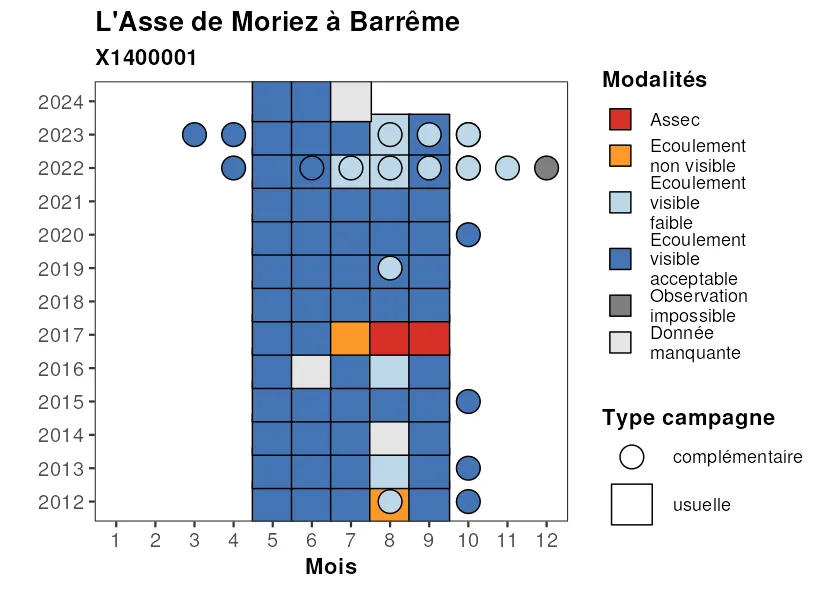 L'Asse de Moriez à Barrême
X1400001
2024
2023
2022
2021
2020
2019
2018
2017
2016
2015
2014
2013
2012
1 2 3 4 5 6 7 8 9 10 11 12
Mois
Modalités
Assec
Ecoulement
non visible
Ecoulement
visible
faible
Ecoulement
visible
acceptable
Observation
impossible
Donnée
manquante
Type campagne
complémentaire
usuelle